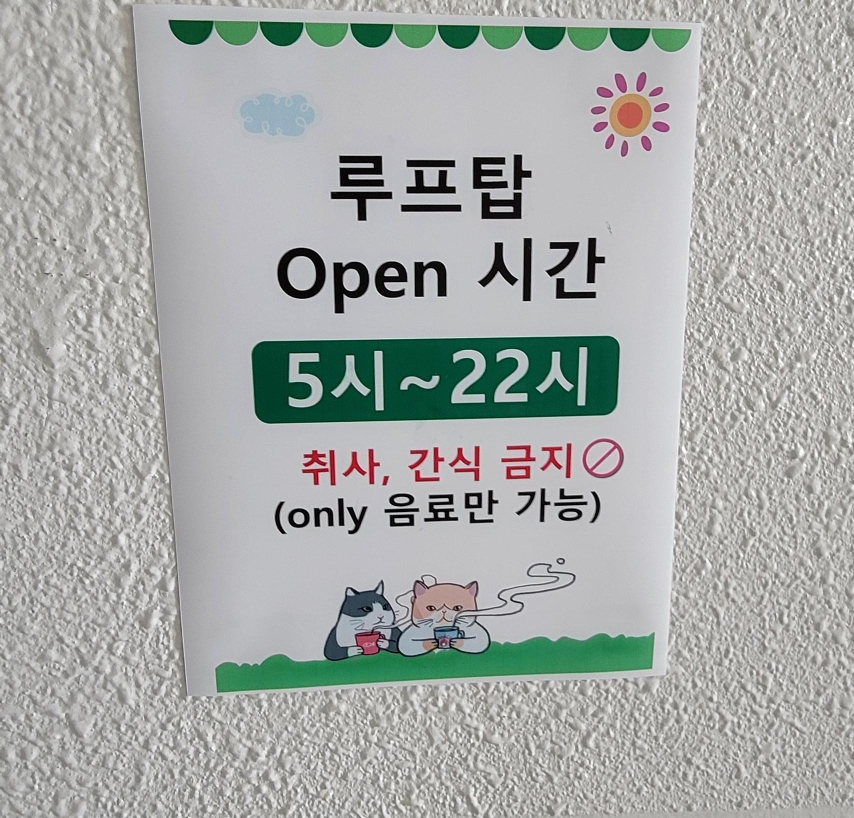 루프탑
Open 시간
5시~22시
취사, 간식 금지
(only 음료만 가능)